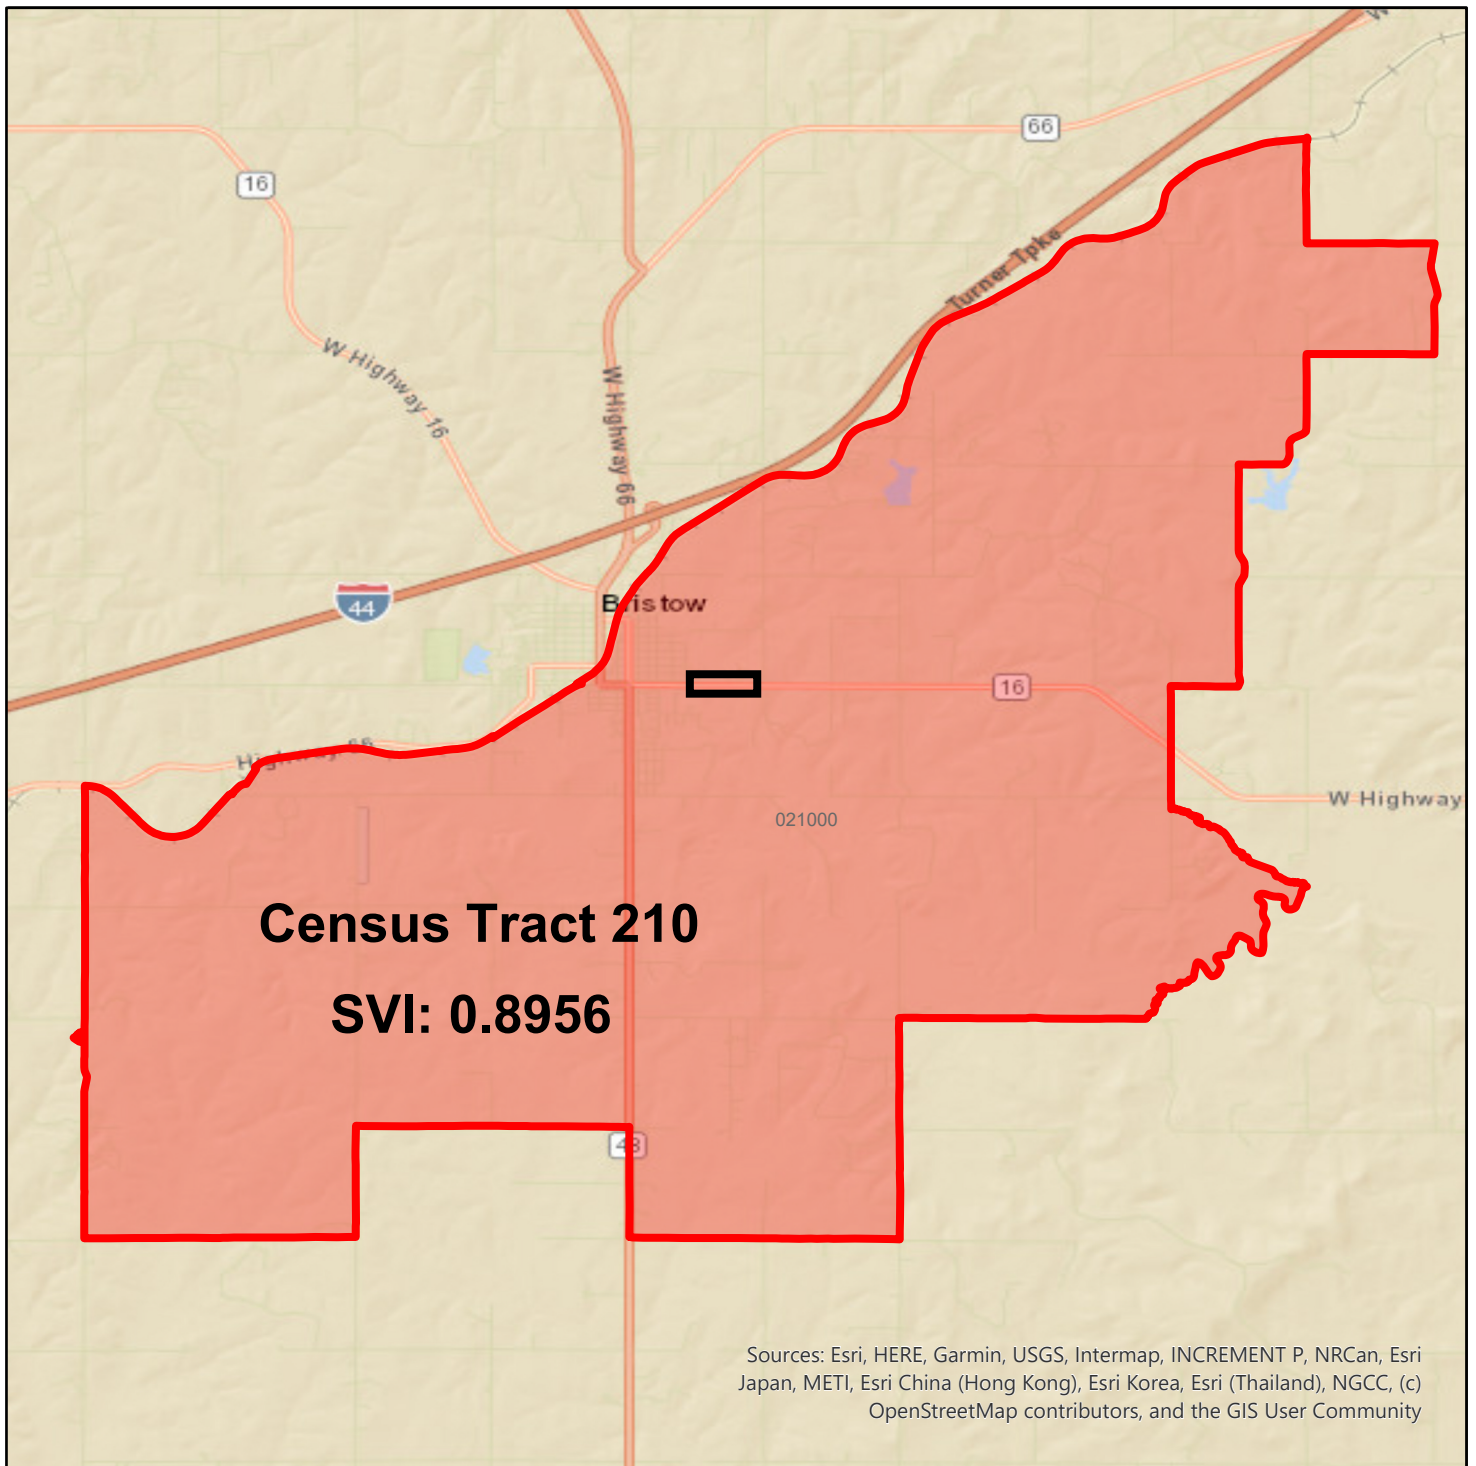 W
66
16
Turner Tpke
W Highway 16
W Highway 66
44
Bristow
16
Highway 66
W Highway
021000
Census Tract 210
SVI: 0.8956
48
Sources: Esri, HERE, Garmin, USGS, Intermap, INCREMENT P, NRCan, Esri
Japan, METI, Esri China (Hong Kong), Esri Korea, Esri (Thailand), NGCC, (c)
OpenStreetMap contributors, and the GIS User Community